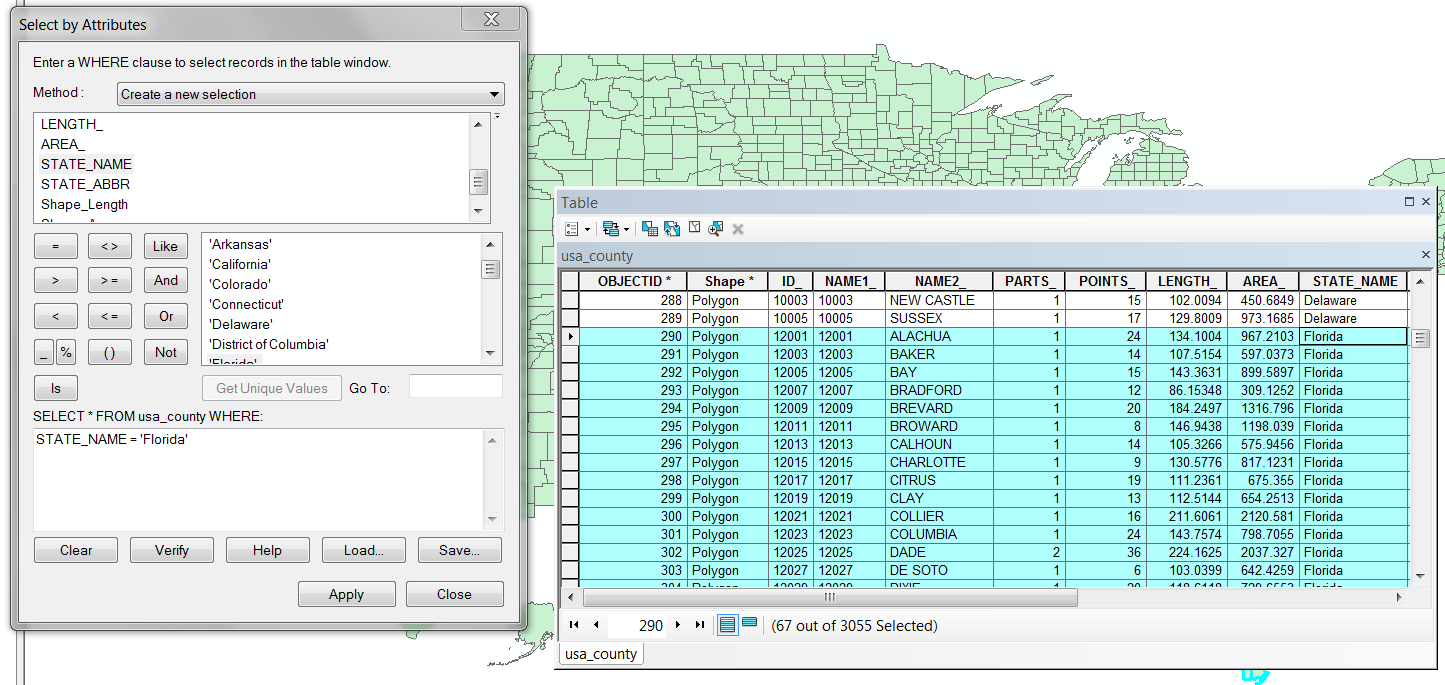 Select by Attributes
Enter a WHERE clause to select records in the table window.
Method : Create a new selection
LENGTH_
AREA_
STATE_NAME
STATE_ABBR
Shape_Length
= <> Like
> >= And
< <= Or
_ % () Not
Is
'Arkansas'
'California'
'Colorado'
'Connecticut'
'Delaware'
'District of Columbia'
'Florida'
Get Unique Values Go To:
SELECT * FROM usa_county WHERE:
STATE_NAME = 'Florida'
Clear Verify Help Load... Save...
Apply Close
Table
usa_county
OBJECTID * Shape * ID_ NAME1_ NAME2_ PARTS_ POINTS_ LENGTH_ AREA_ STATE_NAME
288 Polygon 10003 10003 NEW CASTLE 1 15 102.0094 450.6849 Delaware
289 Polygon 10005 10005 SUSSEX 1 17 129.8009 973.1685 Delaware
290 Polygon 12001 12001 ALACHUA 1 24 134.1004 967.2103 Florida
291 Polygon 12003 12003 BAKER 1 14 107.5154 597.0373 Florida
292 Polygon 12005 12005 BAY 1 15 143.3631 899.5897 Florida
293 Polygon 12007 12007 BRADFORD 1 12 86.15348 309.1252 Florida
294 Polygon 12009 12009 BREVARD 1 20 184.2497 1316.796 Florida
295 Polygon 12011 12011 BROWARD 1 8 146.9438 1198.039 Florida
296 Polygon 12013 12013 CALHOUN 1 14 105.3266 575.9456 Florida
297 Polygon 12015 12015 CHARLOTTE 1 9 130.5776 817.1231 Florida
298 Polygon 12017 12017 CITRUS 1 19 111.2361 675.355 Florida
299 Polygon 12019 12019 CLAY 1 13 112.5144 654.2513 Florida
300 Polygon 12021 12021 COLLIER 1 16 211.6061 2120.581 Florida
301 Polygon 12023 12023 COLUMBIA 1 24 143.7574 798.7055 Florida
302 Polygon 12025 12025 DADE 2 36 224.1625 2037.327 Florida
303 Polygon 12027 12027 DE SOTO 1 6 103.0399 642.4259 Florida
304 Polygon 12029 12029 DIXIE 1 Florida
290 (67 out of 3055 Selected)
usa_county